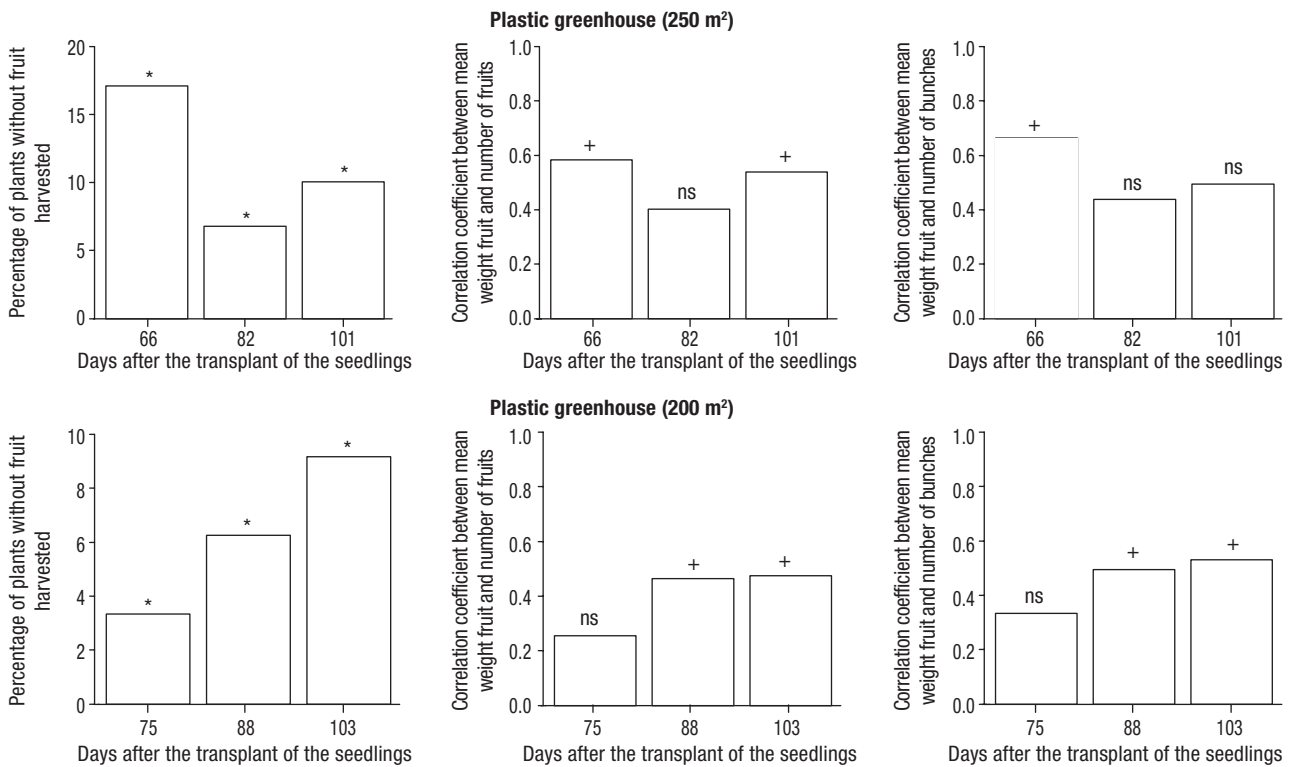 Plastic greenhouse (250 m²)
Percentage of plants without fruit
harvested
20
15
10
5
0
*
*
*
66
82
101
Days after the transplant of the seedlings
Correlation coefficient between mean
weight fruit and number of fruits
1.0
0.8
0.6
0.4
0.2
0.0
+
ns
+
66
82
101
Days after the transplant of the seedlings
Correlation coefficient between mean
weight fruit and number of bunches
1.0
0.8
0.6
0.4
0.2
0.0
+
ns
ns
66
82
101
Days after the transplant of the seedlings
Plastic greenhouse (200 m²)
Percentage of plants without fruit
harvested
10
8
6
4
2
0
*
*
*
75
88
103
Days after the transplant of the seedlings
Correlation coefficient between mean
weight fruit and number of fruits
1.0
0.8
0.6
0.4
0.2
0.0
ns
+
+
75
88
103
Days after the transplant of the seedlings
Correlation coefficient between mean
weight fruit and number of bunches
1.0
0.8
0.6
0.4
0.2
0.0
ns
+
+
75
88
103
Days after the transplant of the seedlings